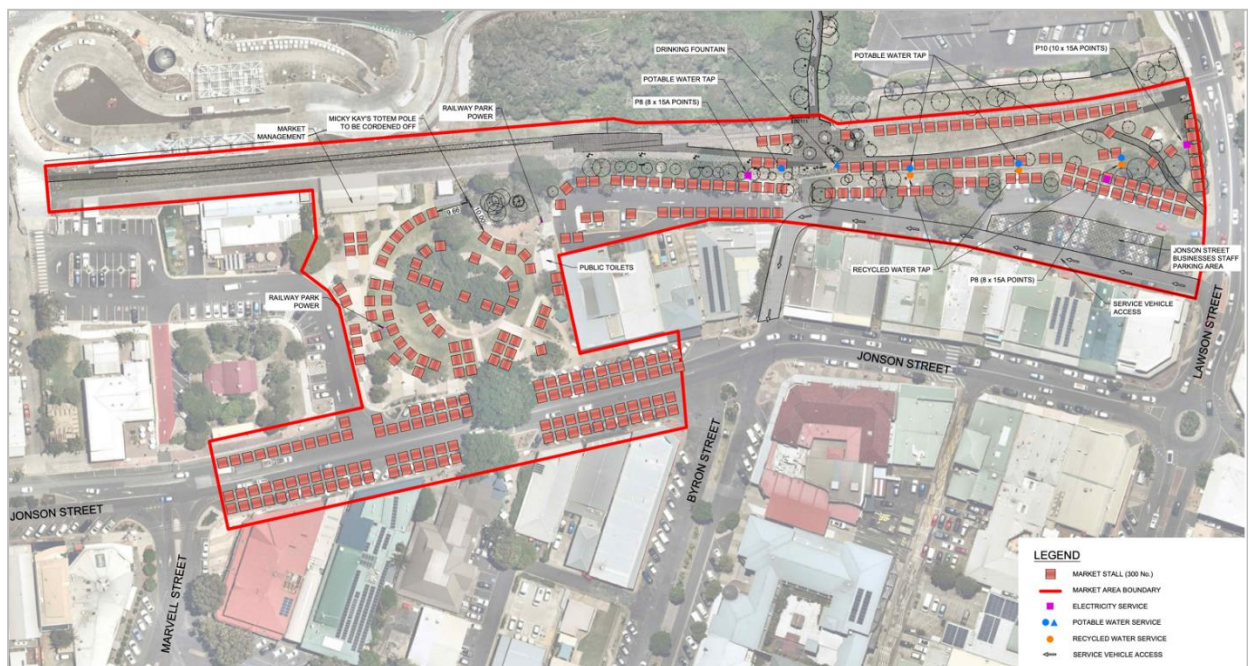 DRINKING FOUNTAIN
POTABLE WATER TAP
P10 (10 x 15A POINTS)
POTABLE WATER TAP
P8 (8 x 15A POINTS)
RAILWAY PARK
POWER
MICKY KAY'S TOTEM POLE
TO BE CORDENED OFF
MARKET
MANAGEMENT
PUBLIC TOILETS
RAILWAY PARK
POWER
RECYCLED WATER TAP
P8 (8 x 15A POINTS)
JONSON STREET
BUSINESSES STAFF
PARKING AREA
SERVICE VEHICLE
ACCESS
LAWSON STREET
JONSON STREET
BYRON STREET
JONSON STREET
MARVELL STREET
LEGEND
MARKET STALL (300 No.)
MARKET AREA BOUNDARY
ELECTRICITY SERVICE
POTABLE WATER SERVICE
RECYCLED WATER SERVICE
SERVICE VEHICLE ACCESS